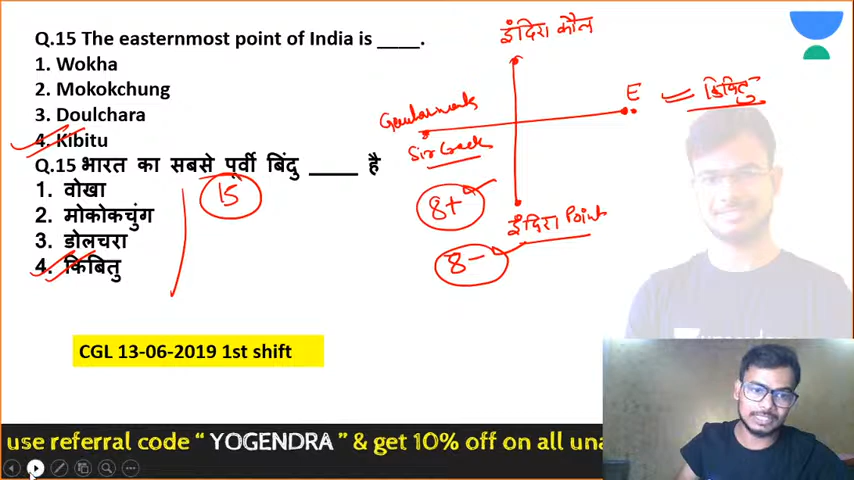 Q.15 The easternmost point of India is ____.
1. Wokha
2. Mokokchung
3. Doulchara
4. Kibitu
Q.15 भारत का सबसे पूर्वी बिंदु ____ है
1. वोखा
2. मोकोकचुंग
3. डोलचरा
4. किबितु
15
CGL 13-06-2019 1st shift
इंदिरा कौल
E
किबितु
Sir Creek
8+
इंदिरा Point
8-
use referral code “ YOGENDRA ” & get 10% off on all una